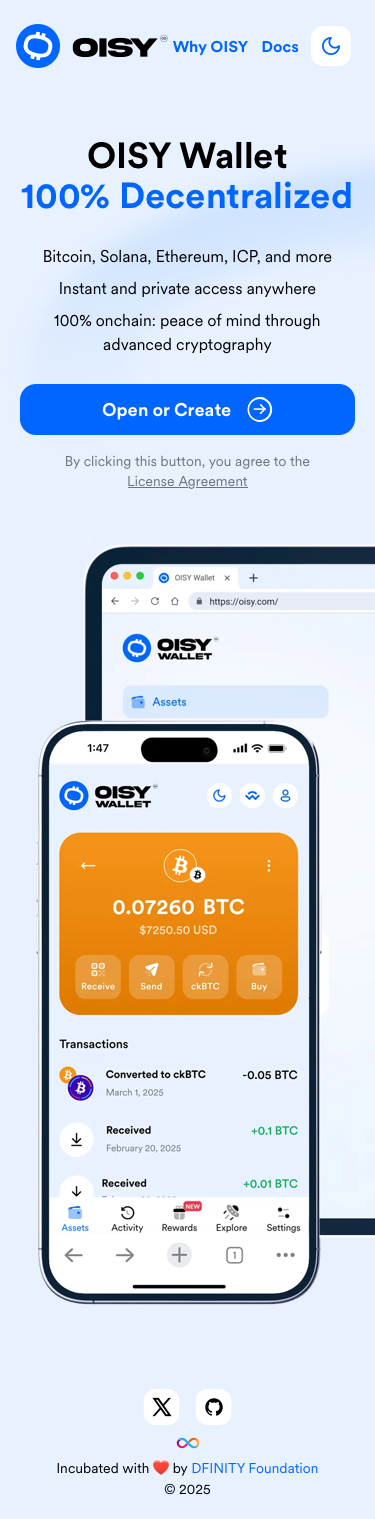 OISY Why OISY Docs
OISY Wallet
100% Decentralized
Bitcoin, Solana, Ethereum, ICP, and more
Instant and private access anywhere
100% onchain: peace of mind through
advanced cryptography
Open or Create
By clicking this button, you agree to the
License Agreement
OISY Wallet
https://oisy.com/
OISY
WALLET
Assets
1:47
OISY
WALLET
0.07260 BTC
$7250.50 USD
Receive Send ckBTC Buy
Transactions
Converted to ckBTC -0.05 BTC
March 1, 2025
Received +0.1 BTC
February 20, 2025
Received +0.01 BTC
NEW
Assets Activity Rewards Explore Settings
1
Incubated with ❤️ by DFINITY Foundation
© 2025